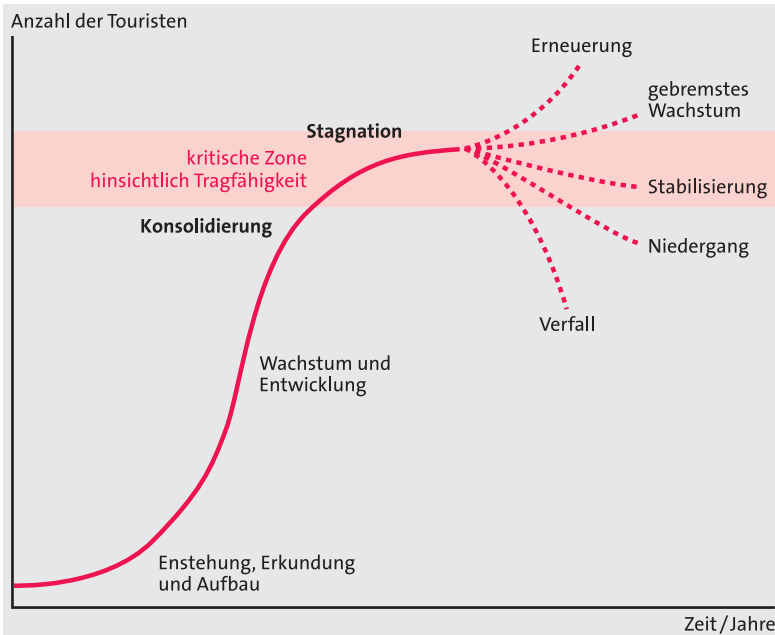 Anzahl der Touristen
Erneuerung
gebremstes
Wachstum
Stagnation
kritische Zone
hinsichtlich Tragfähigkeit
Stabilisierung
Konsolidierung
Niedergang
Verfall
Wachstum und
Entwicklung
Enstehung, Erkundung
und Aufbau
Zeit/Jahre